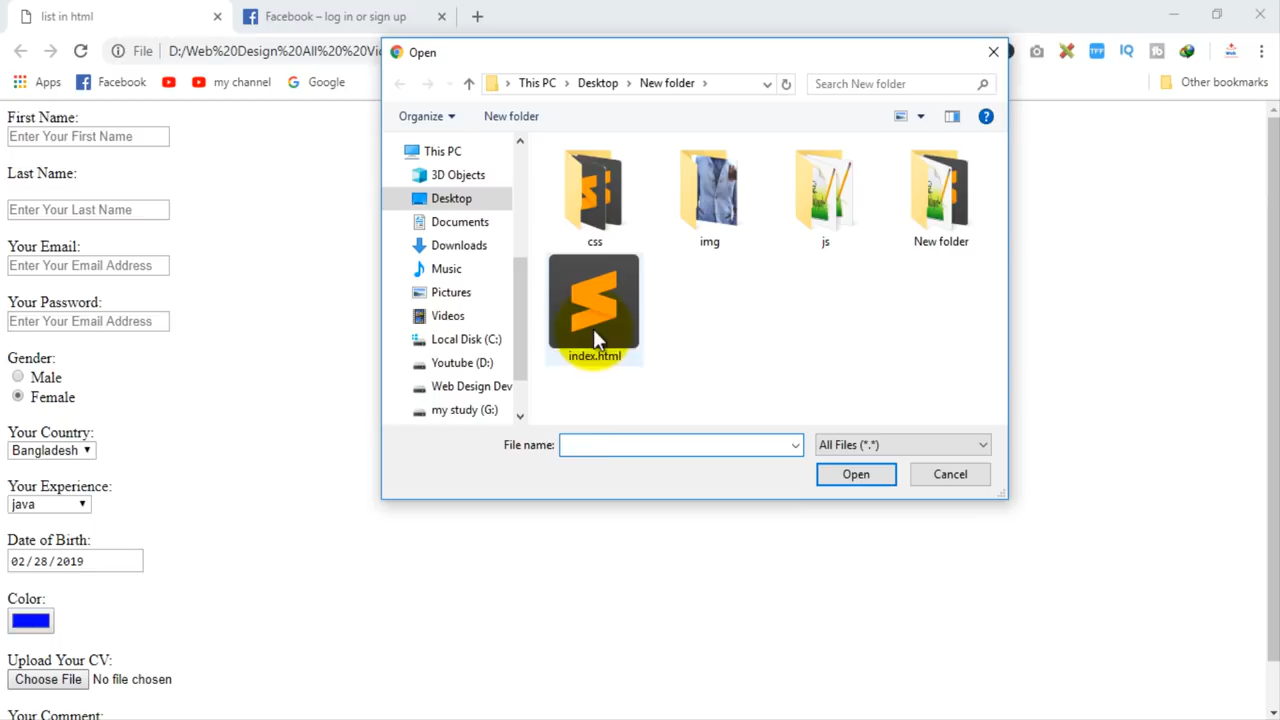 list in html
Facebook – log in or sign up
File
D:/Web%20Design%20All%20%20Vi
Apps
Facebook
my channel
Google
Other bookmarks
First Name:
Enter Your First Name
Last Name:
Enter Your Last Name
Your Email:
Enter Your Email Address
Your Password:
Enter Your Email Address
Gender:
Male
Female
Your Country:
Bangladesh
Your Experience:
java
Date of Birth:
02/28/2019
Color:
Upload Your CV:
Choose File No file chosen
Your Comment:
Open
This PC > Desktop > New folder >
Search New folder
Organize
New folder
This PC
3D Objects
Desktop
Documents
Downloads
Music
Pictures
Videos
Local Disk (C:)
Youtube (D:)
Web Design Dev
my study (G:)
css
img
js
New folder
index.html
File name:
All Files (*.*)
Open
Cancel